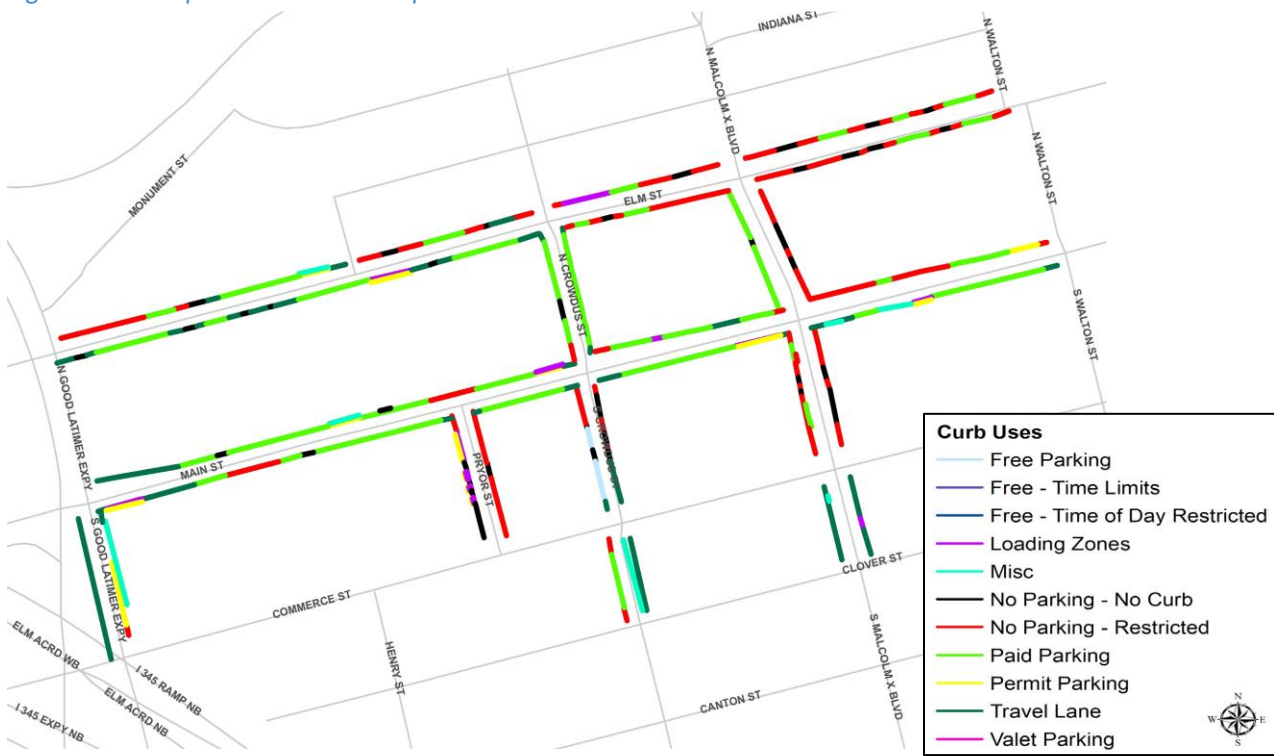 INDIANA ST
N WALTON ST
N MALCOLM X BLVD
MONUMENT ST
N WALTON ST
ELM ST
N CROWDUS ST
S WALTON ST
N GOOD LATIMER EXPY
MAIN ST
PRYOR ST
S CROWDUS ST
S GOOD LATIMER EXPY
CLOVER ST
COMMERCE ST
HENRY ST
S MALCOLM X BLVD
CANTON ST
ELM ACRD WB
I 345 RAMP NB
ELM ACRD NB
I 345 EXPY NB
Curb Uses
Free Parking
Free - Time Limits
Free - Time of Day Restricted
Loading Zones
Misc
No Parking - No Curb
No Parking - Restricted
Paid Parking
Permit Parking
Travel Lane
Valet Parking
N
W E
S